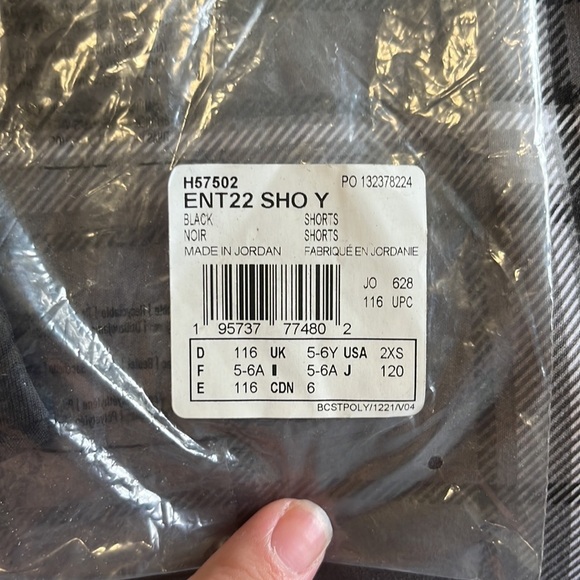 H57502 PO 132378224
ENT22 SHO Y
BLACK SHORTS
NOIR SHORTS
MADE IN JORDAN FABRIQUÉ EN JORDANIE
JO 628
116 UPC
1 95737 77480 2
D 116 UK 5-6Y USA 2XS
F 5-6A I 5-6A J 120
E 116 CDN 6
BCSTPOLY/1221/V04